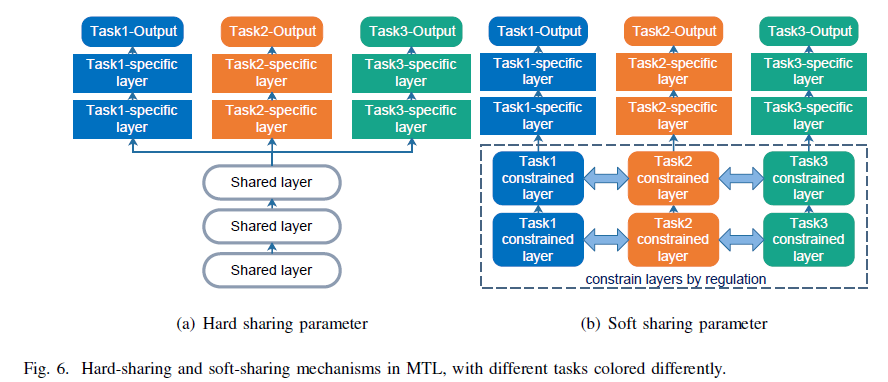 Task1-Output
Task2-Output
Task3-Output
Task1-specific
layer
Task2-specific
layer
Task3-specific
layer
Task1-specific
layer
Task2-specific
layer
Task3-specific
layer
Shared layer
Shared layer
Shared layer
(a) Hard sharing parameter
Task1-Output
Task2-Output
Task3-Output
Task1-specific
layer
Task2-specific
layer
Task3-specific
layer
Task1-specific
layer
Task2-specific
layer
Task3-specific
layer
Task1
constrained
layer
Task2
constrained
layer
Task3
constrained
layer
Task1
constrained
layer
Task2
constrained
layer
Task3
constrained
layer
constrain layers by regulation
(b) Soft sharing parameter
Fig. 6. Hard-sharing and soft-sharing mechanisms in MTL, with different tasks colored differently.